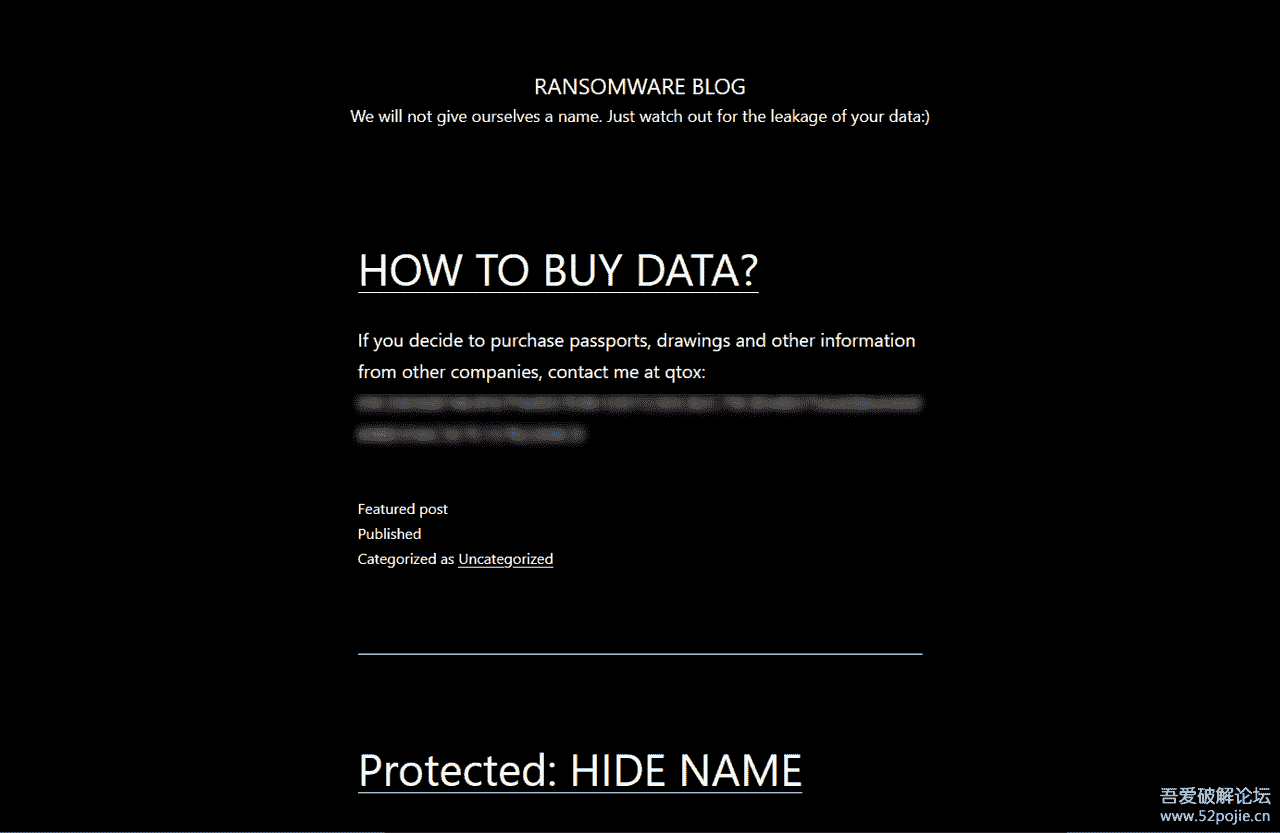 RANSOMWARE BLOG
We will not give ourselves a name. Just watch out for the leakage of your data:)
HOW TO BUY DATA?
If you decide to purchase passports, drawings and other information
from other companies, contact me at qtox:
Featured post
Published
Categorized as Uncategorized
Protected: HIDE NAME
吾爱破解论坛
www.52pojie.cn